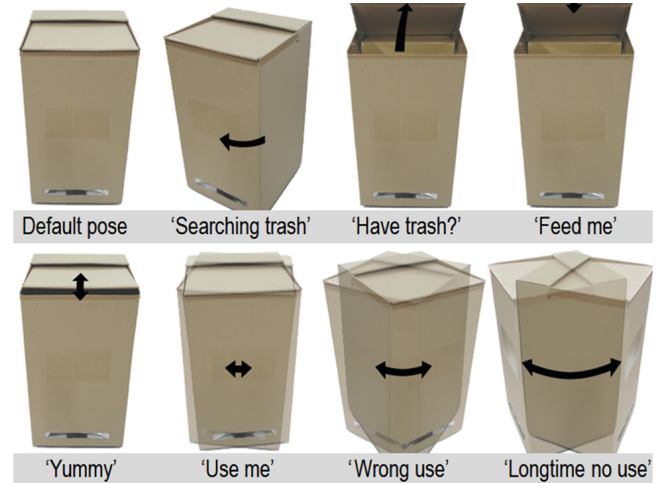 Default pose
‘Searching trash’
‘Have trash?’
‘Feed me’
‘Yummy’
‘Use me’
‘Wrong use’
‘Longtime no use’